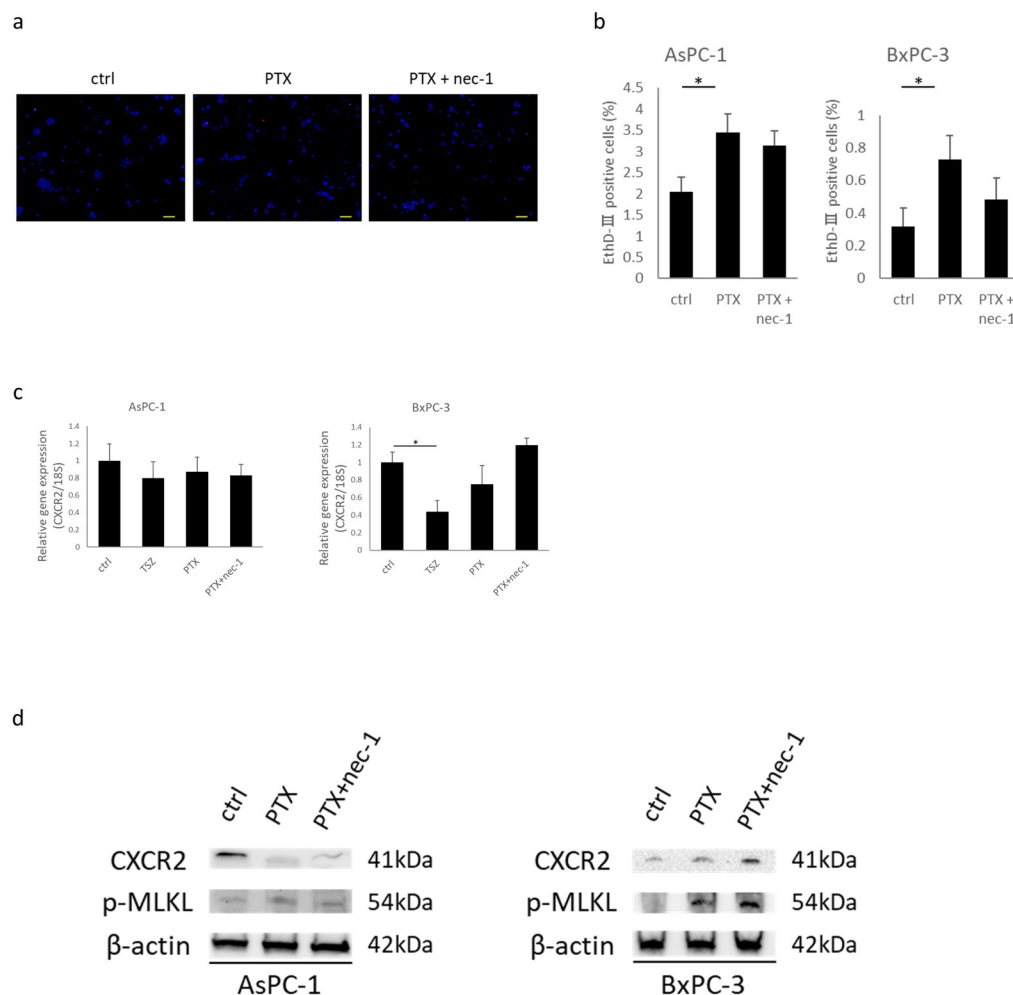 a
ctrl PTX PTX + nec-1
b
AsPC-1
*
EthD-Ⅲ positive cells (%)
4.5
4
3.5
3
2.5
2
1.5
1
0.5
0
ctrl PTX PTX +
nec-1
BxPC-3
*
EthD-Ⅲ positive cells (%)
1
0.8
0.6
0.4
0.2
0
ctrl PTX PTX +
nec-1
c
AsPC-1
Relative gene expression
(CXCR2/18S)
1.4
1.2
1
0.8
0.6
0.4
0.2
0
ctrl TSZ PTX PTX+nec-1
BxPC-3
*
Relative gene expression
(CXCR2/18S)
1.4
1.2
1
0.8
0.6
0.4
0.2
0
ctrl TSZ PTX PTX+nec-1
d
ctrl PTX PTX+nec-1
CXCR2 41kDa
p-MLKL 54kDa
β-actin 42kDa
AsPC-1
ctrl PTX PTX+nec-1
CXCR2 41kDa
p-MLKL 54kDa
β-actin 42kDa
BxPC-3